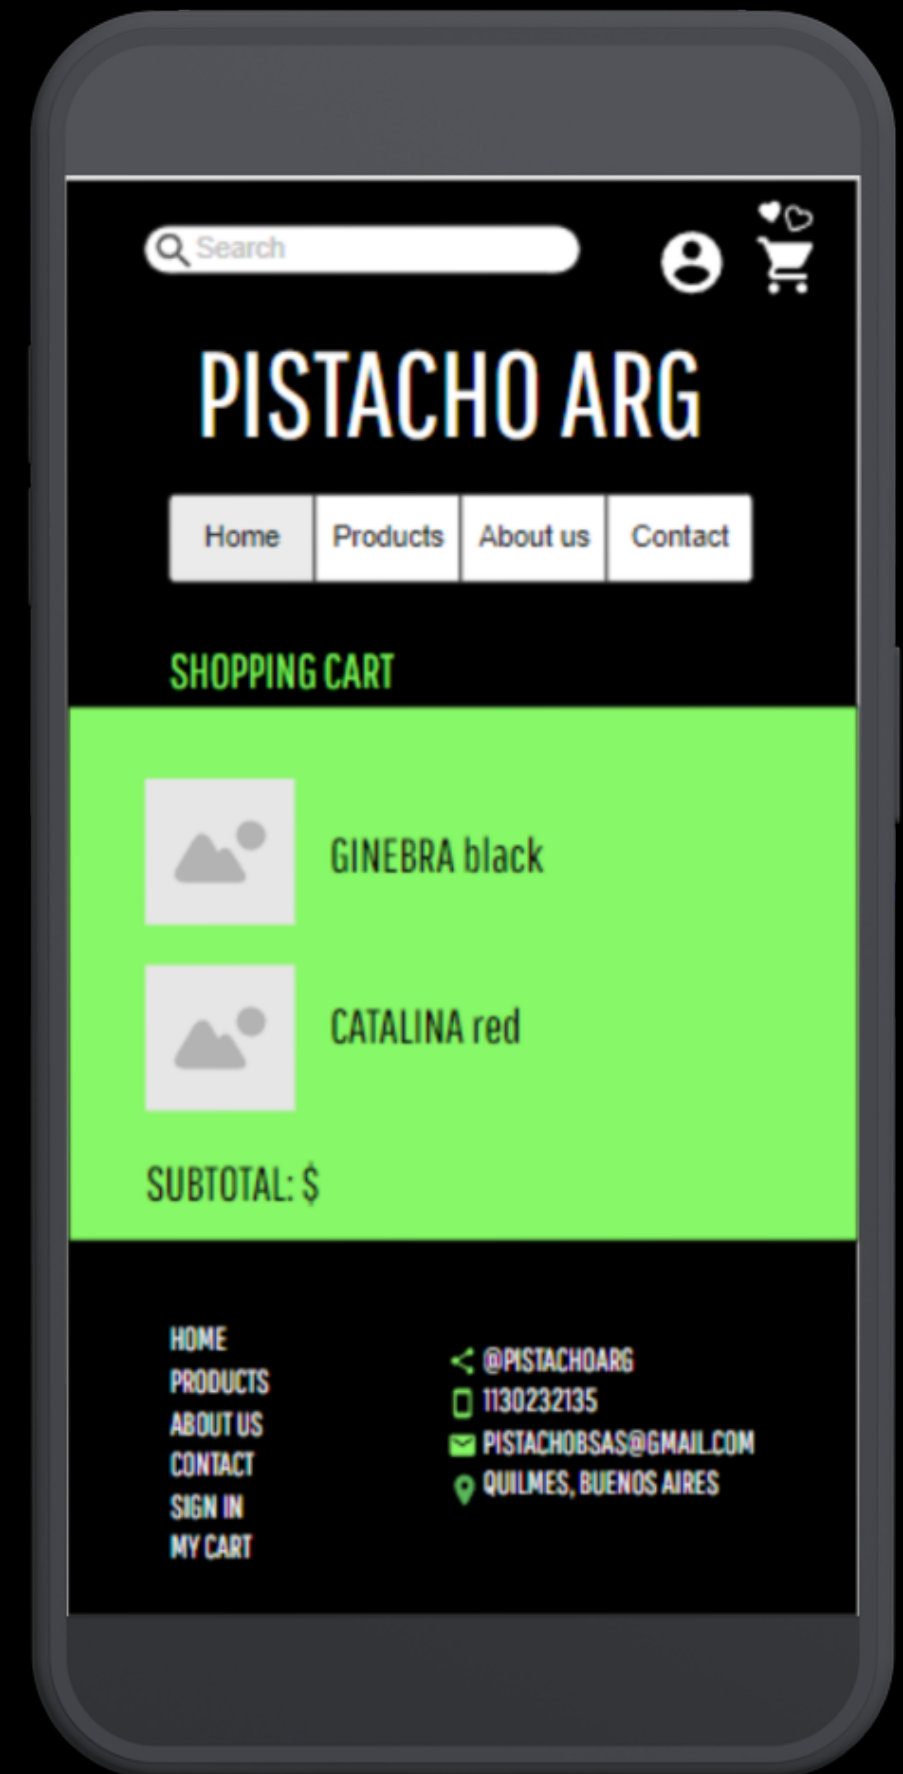 Search
PISTACHO ARG
Home Products About us Contact
SHOPPING CART
GINEBRA black
CATALINA red
SUBTOTAL: $
HOME
PRODUCTS
ABOUT US
CONTACT
SIGN IN
MY CART
@PISTACHOARG
1130232135
PISTACHOBSAS@GMAIL.COM
QUILMES, BUENOS AIRES